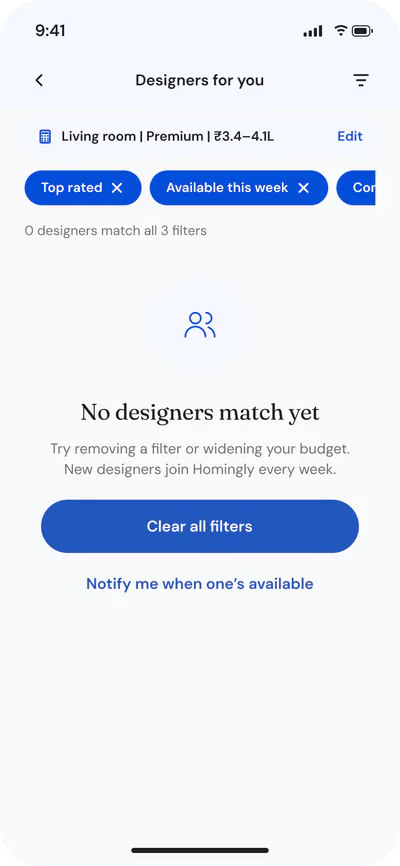 9:41
Designers for you
Living room | Premium | ₹3.4–4.1L
Edit
Top rated
Available this week
0 designers match all 3 filters
No designers match yet
Try removing a filter or widening your budget.
New designers join Homingly every week.
Clear all filters
Notify me when one’s available